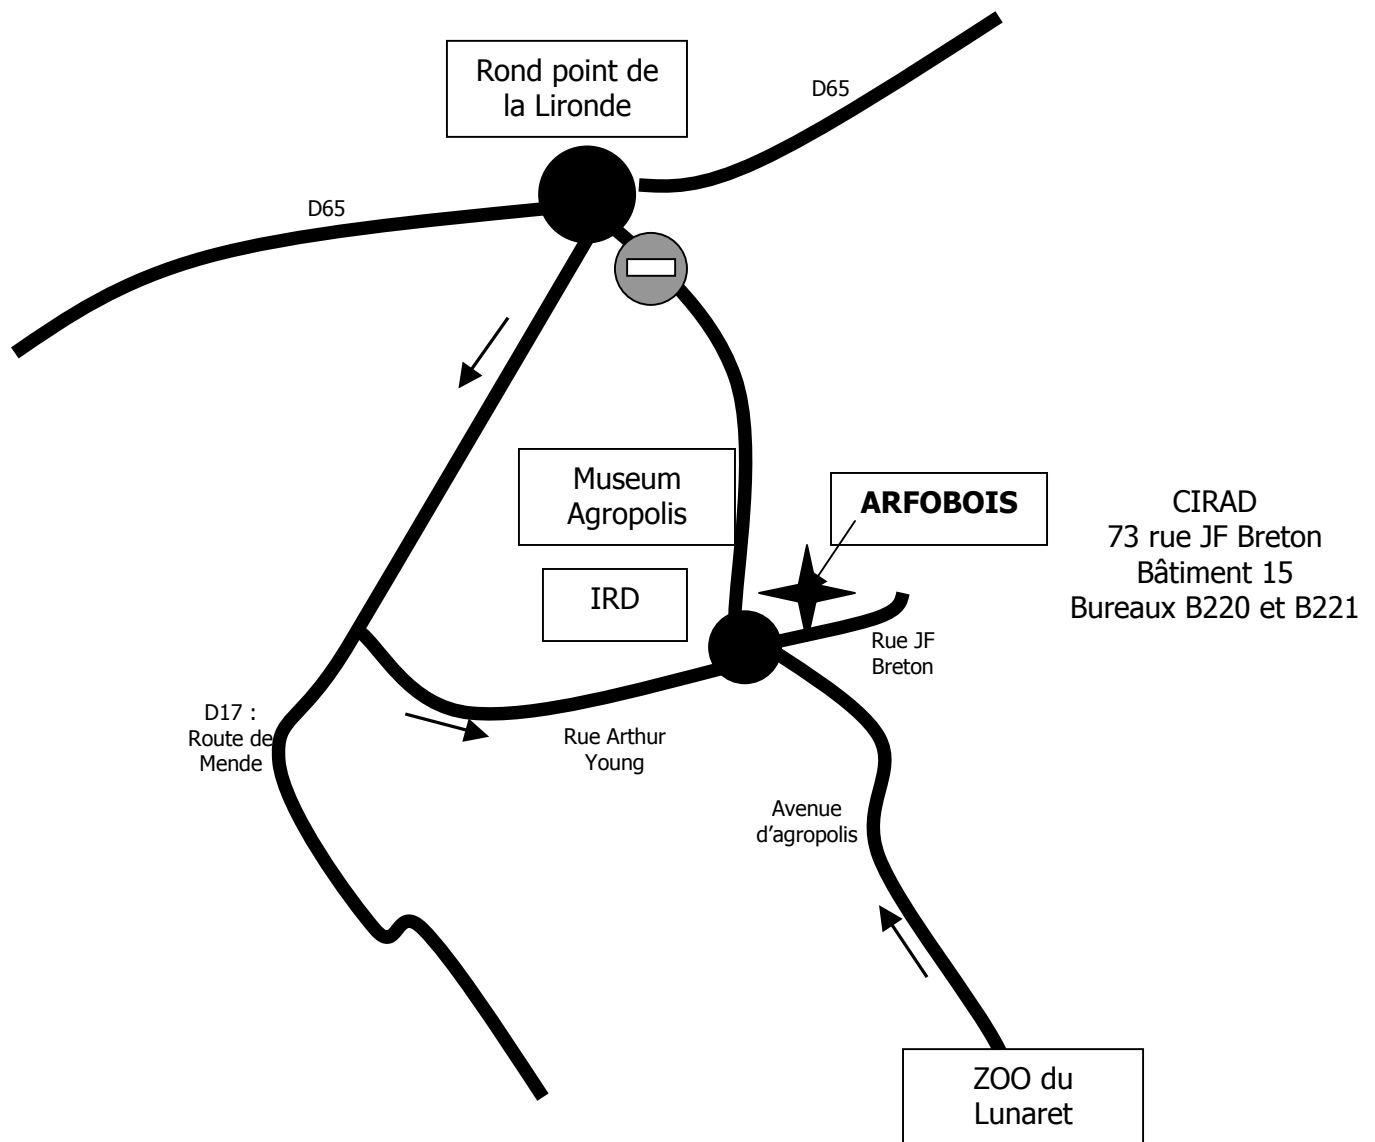 Rond point de
la Lironde
D65
D65
Museum
Agropolis
ARFOBOIS
CIRAD
73 rue JF Breton
Bâtiment 15
Bureaux B220 et B221
IRD
Rue JF
Breton
D17 :
Route de
Mende
Rue Arthur
Young
Avenue
d’agropolis
ZOO du
Lunaret